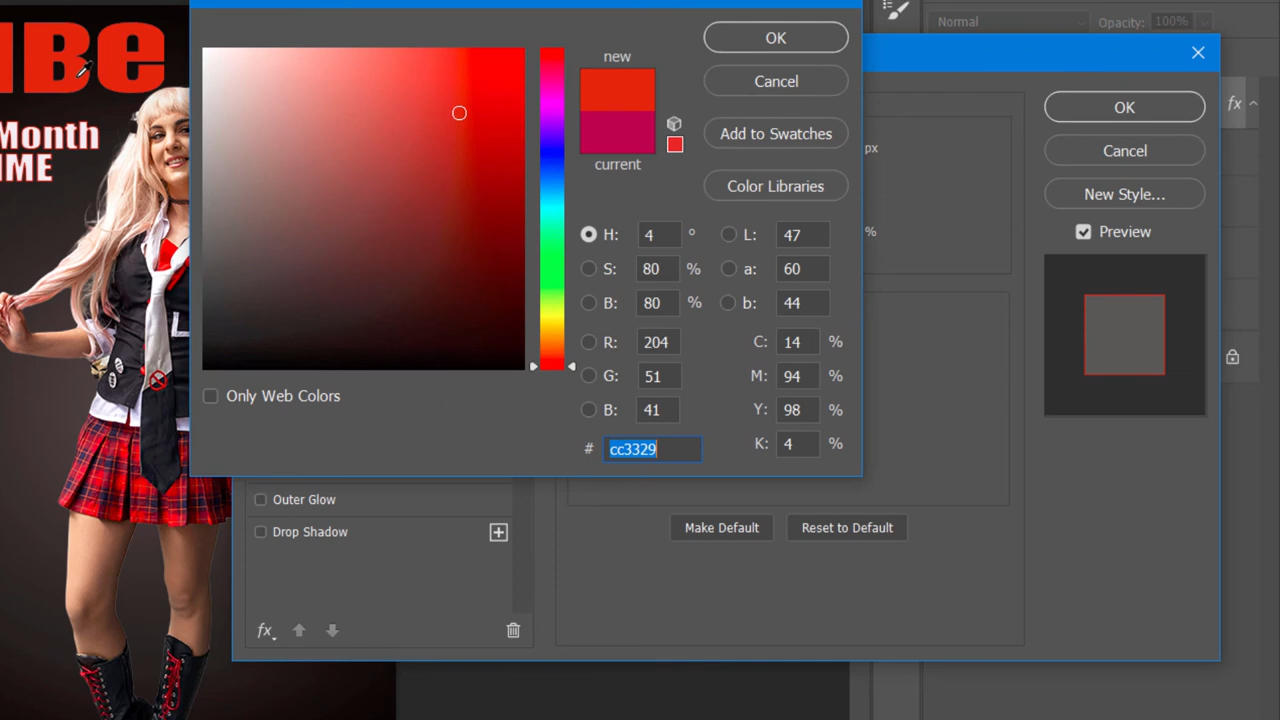 IBe
Month
IME
new
current
OK
Cancel
Add to Swatches
Color Libraries
H: 4 °
S: 80 %
B: 80 %
R: 204
G: 51
B: 41
# cc3329
L: 47
a: 60
b: 44
C: 14 %
M: 94 %
Y: 98 %
K: 4 %
Only Web Colors
Normal
Opacity: 100%
px
%
OK
Cancel
New Style...
Preview
fx
Outer Glow
Drop Shadow
Make Default
Reset to Default
fx